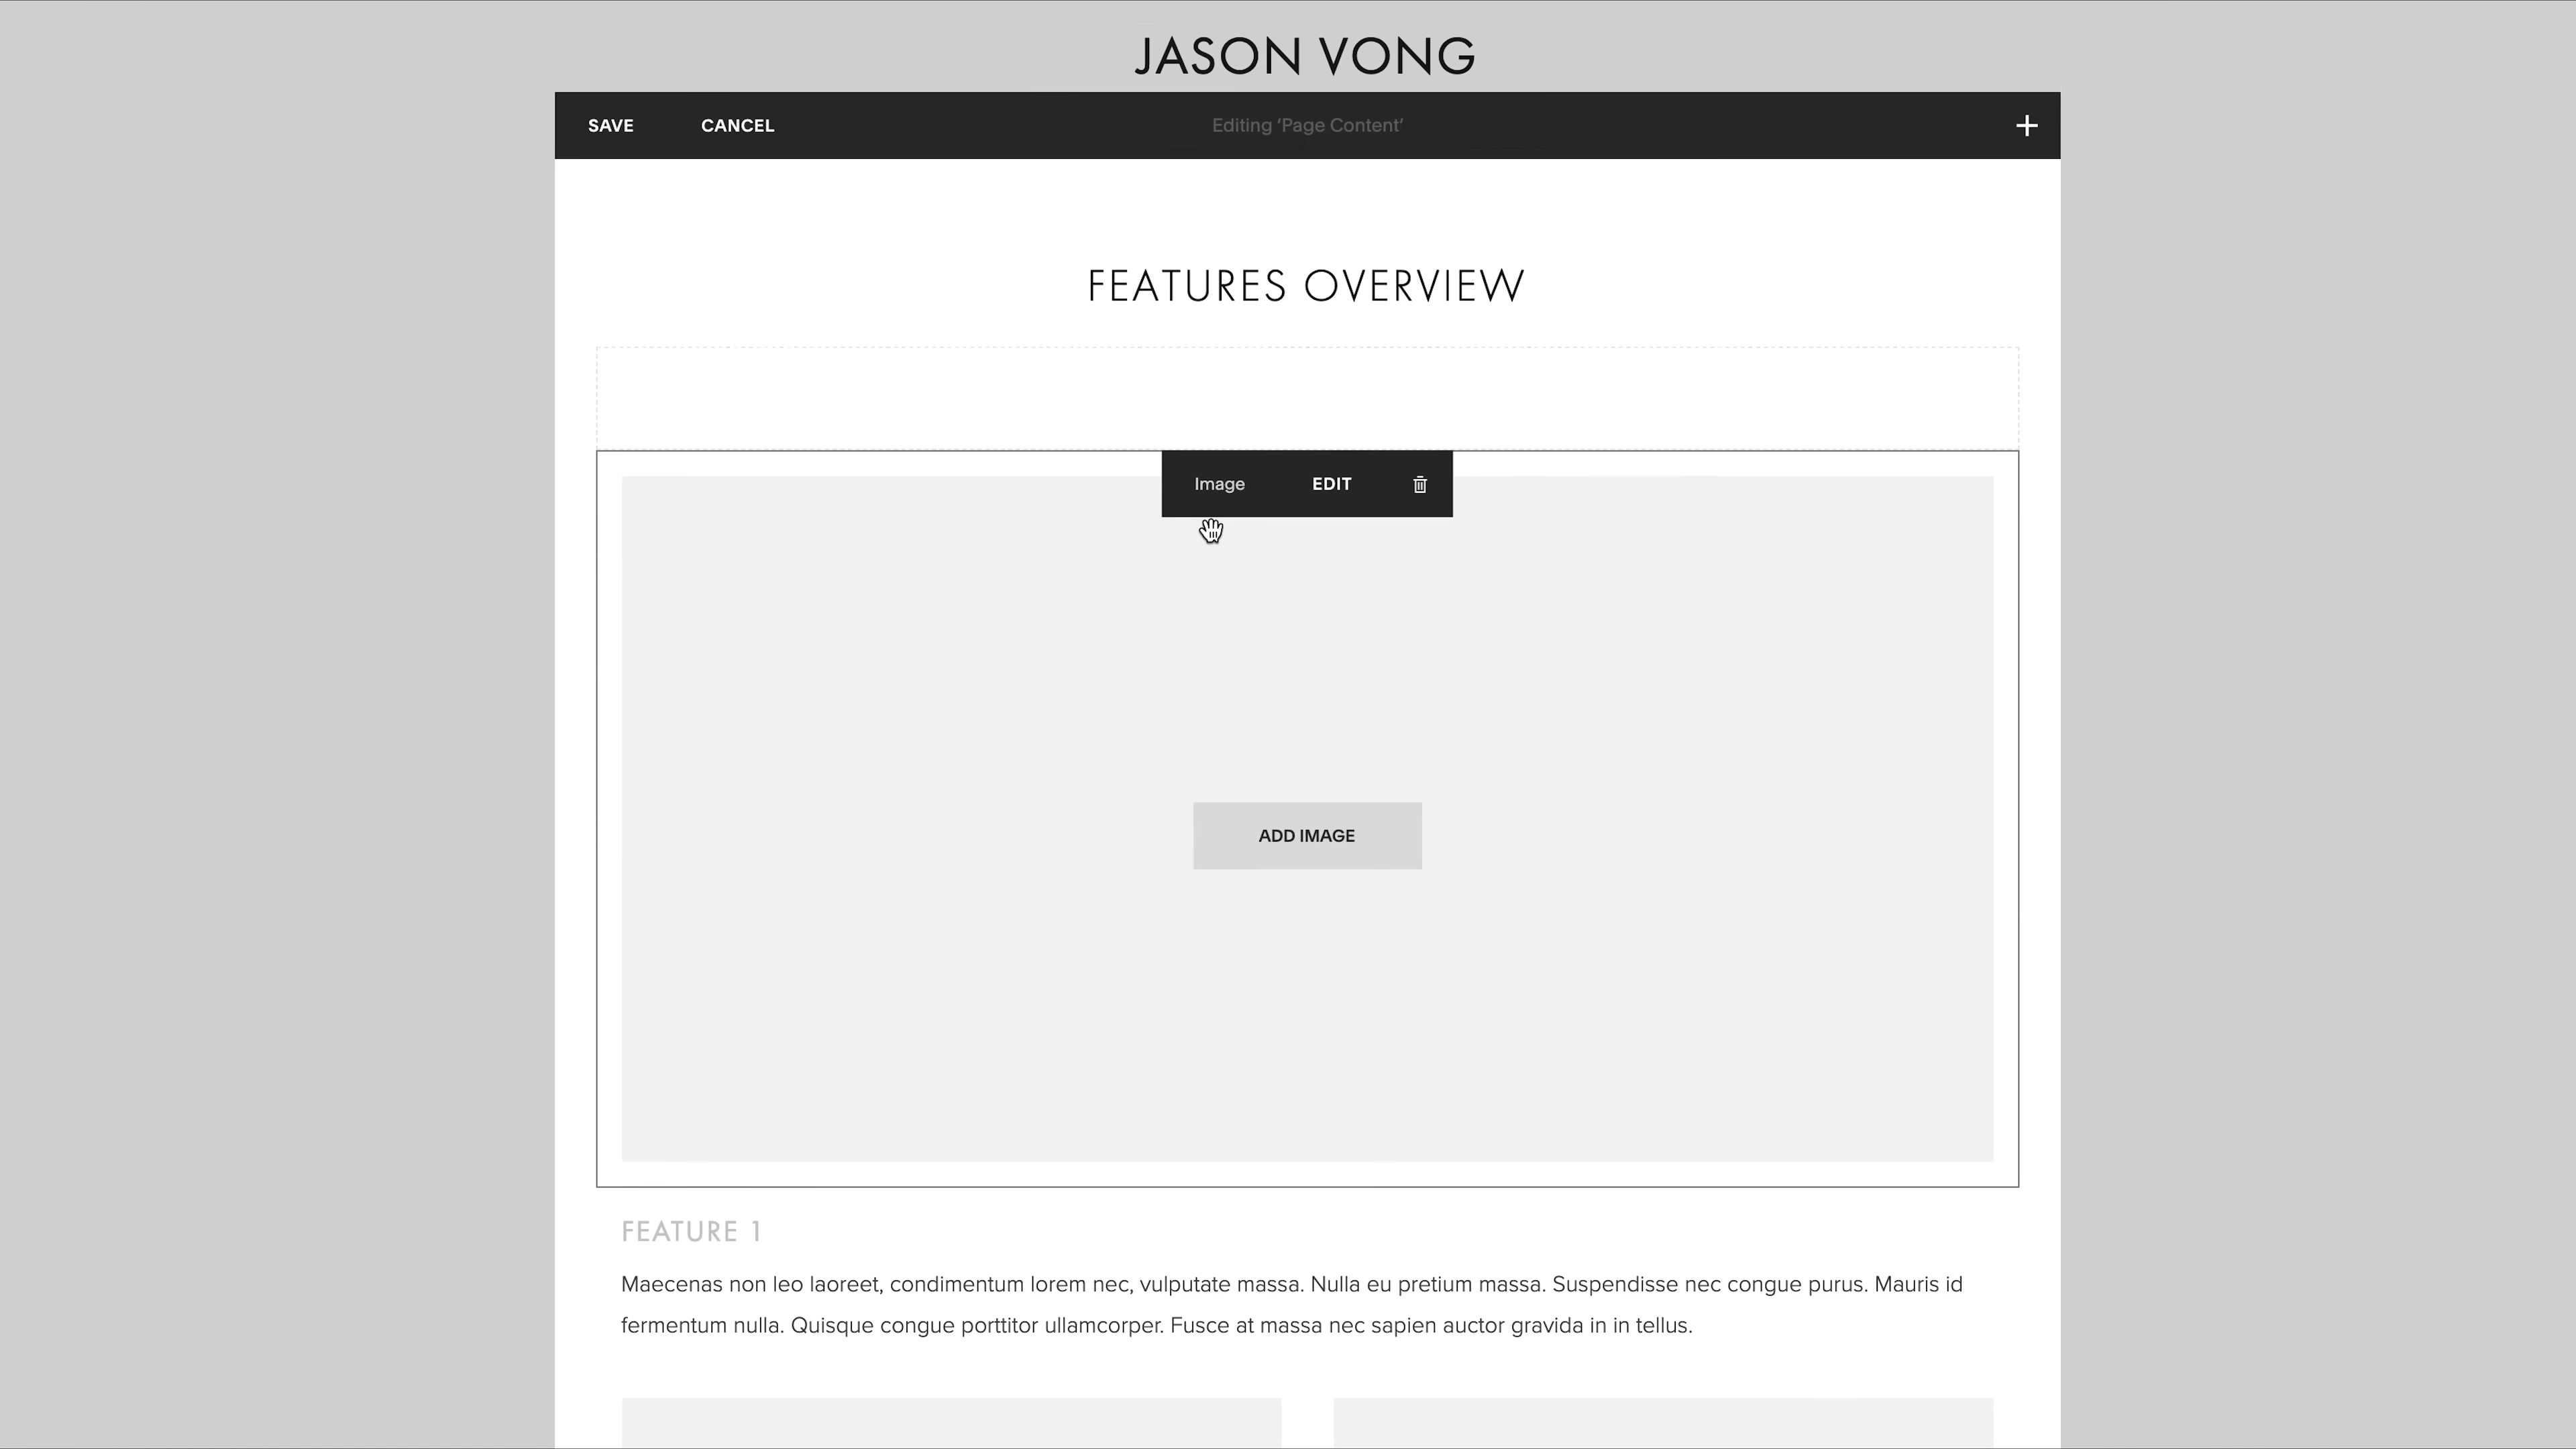 JASON VONG
SAVE CANCEL Editing ‘Page Content’ +
FEATURES OVERVIEW
Image EDIT
ADD IMAGE
FEATURE 1
Maecenas non leo laoreet, condimentum lorem nec, vulputate massa. Nulla eu pretium massa. Suspendisse nec congue purus. Mauris id
fermentum nulla. Quisque congue porttitor ullamcorper. Fusce at massa nec sapien auctor gravida in in tellus.